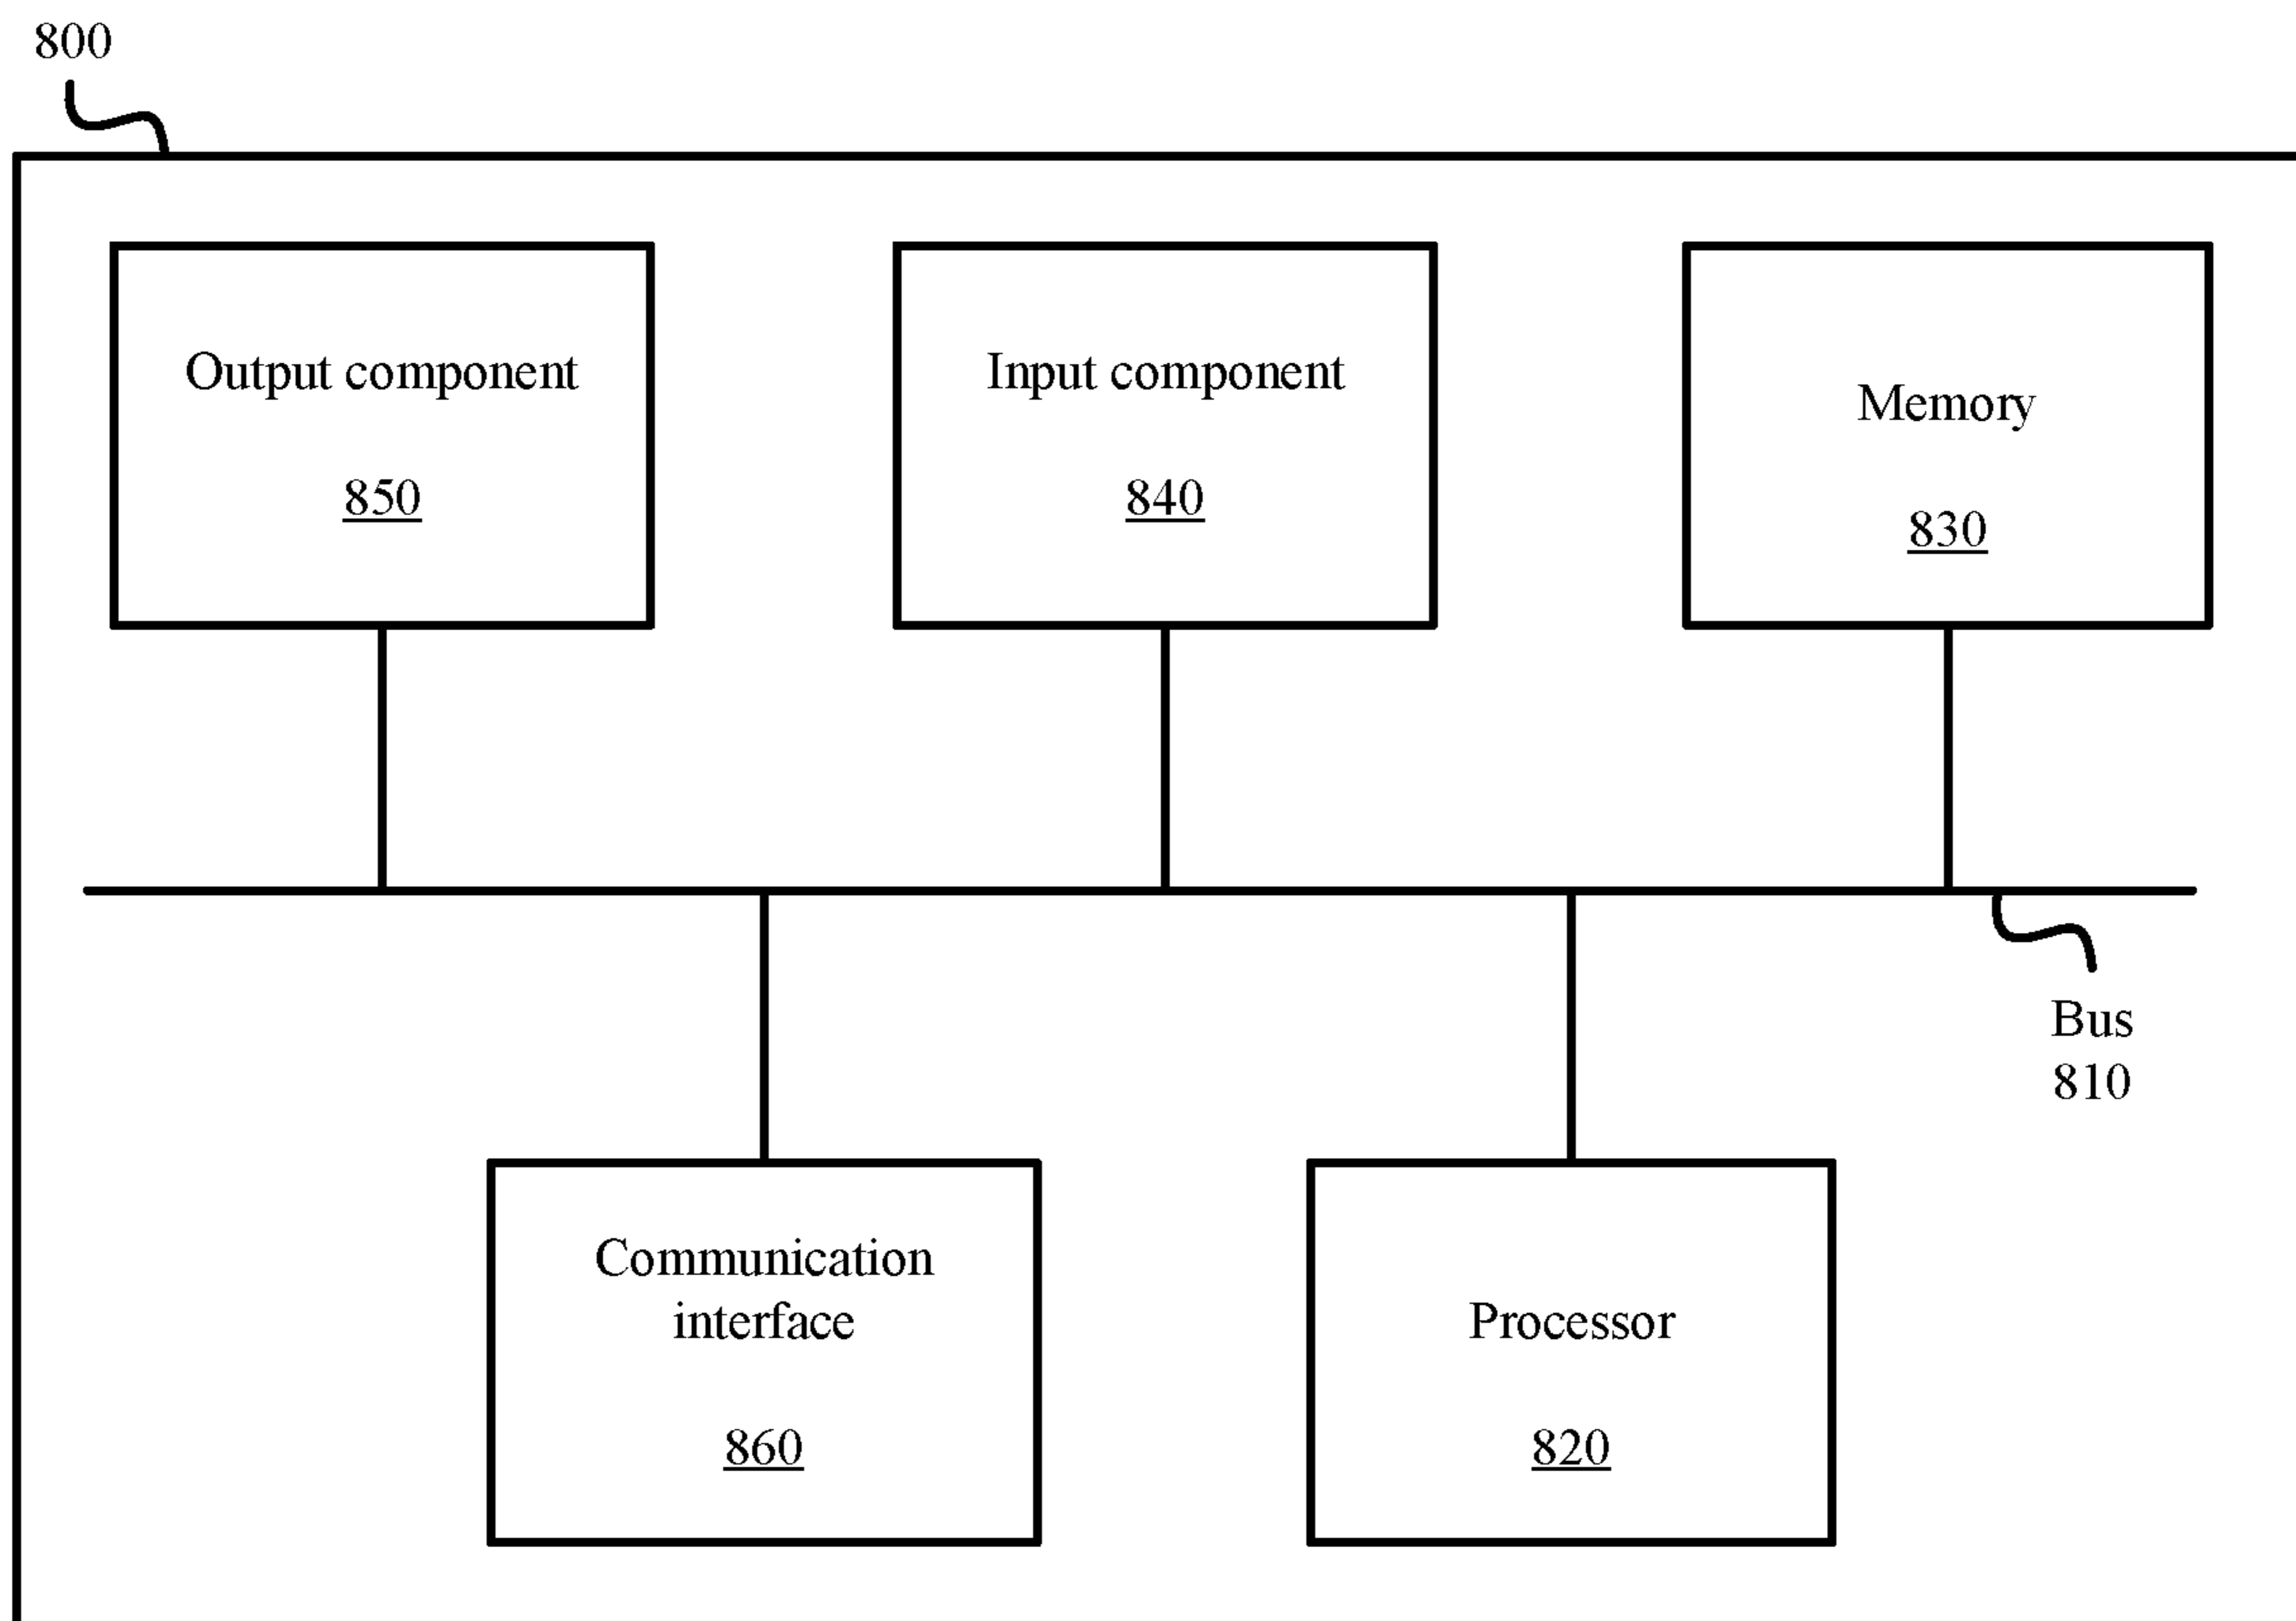 800
Output component
850
Input component
840
Memory
830
Bus
810
Communication
interface
860
Processor
820